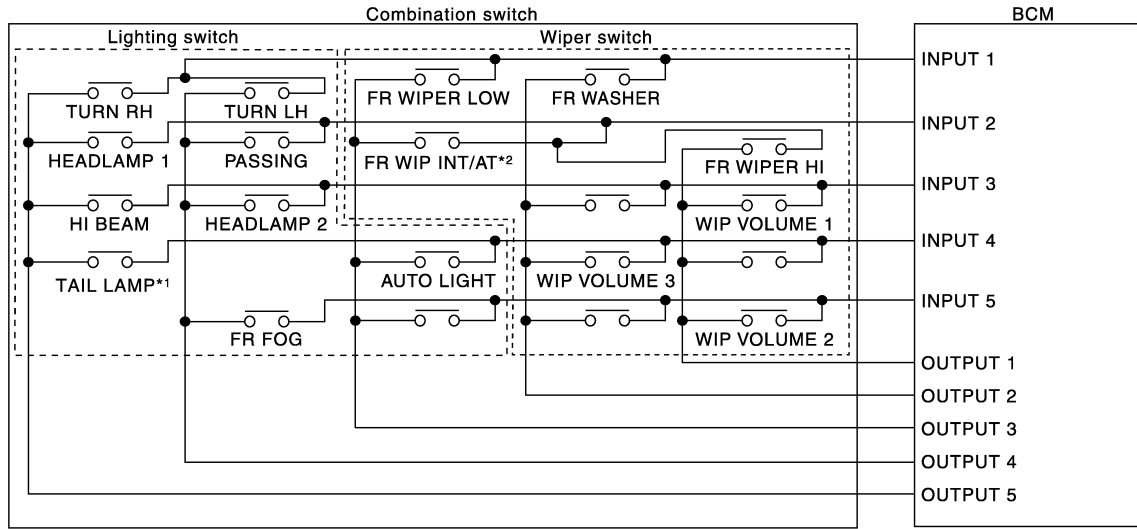 Combination switch
BCM
Lighting switch
Wiper switch
INPUT 1
TURN RH
TURN LH
FR WIPER LOW
FR WASHER
INPUT 2
HEADLAMP 1
PASSING
FR WIP INT/AT*2
FR WIPER HI
INPUT 3
HI BEAM
HEADLAMP 2
WIP VOLUME 1
INPUT 4
TAIL LAMP*1
AUTO LIGHT
WIP VOLUME 3
INPUT 5
FR FOG
WIP VOLUME 2
OUTPUT 1
OUTPUT 2
OUTPUT 3
OUTPUT 4
OUTPUT 5